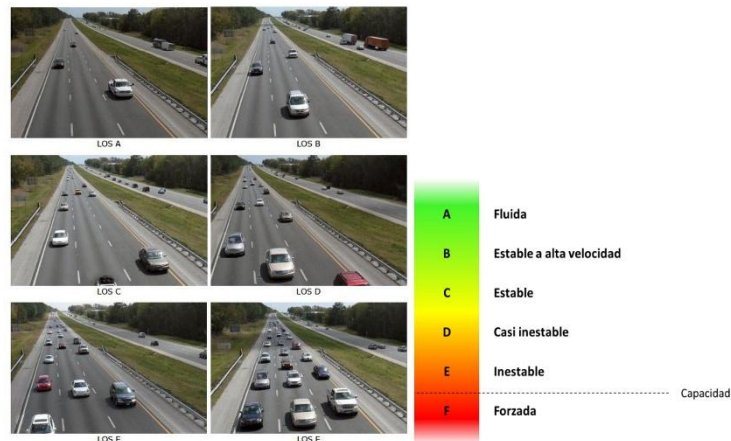 LOS A
LOS B
LOS C
LOS D
LOS E
LOS F
A Fluida
B Estable a alta velocidad
C Estable
D Casi inestable
E Inestable
Capacidad
F Forzada